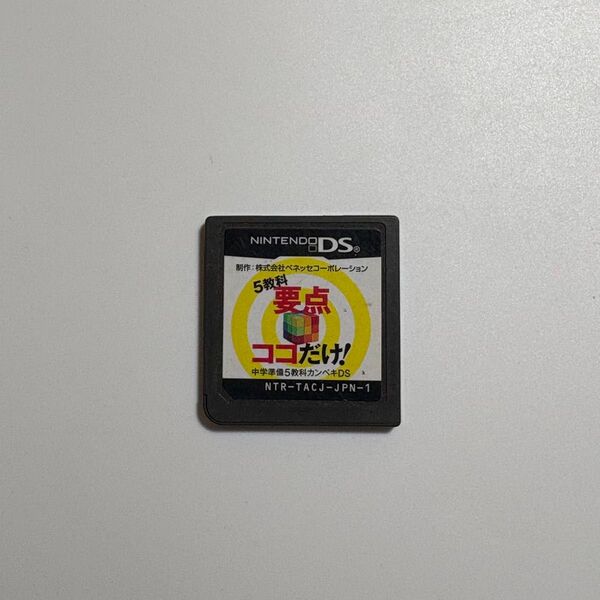 NINTENDO DS®
制作:株式会社ベネッセコーポレーション
5教科
要点
ココだけ!
中学準備5教科カンペキDS
NTR-TACJ-JPN-1